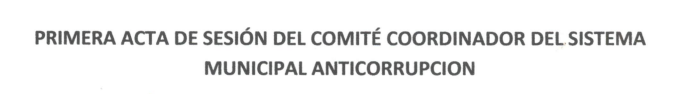 PRIMERA ACTA DE SESIÓN DEL COMITÉ COORDINADOR DEL SISTEMA
MUNICIPAL ANTICORRUPCION